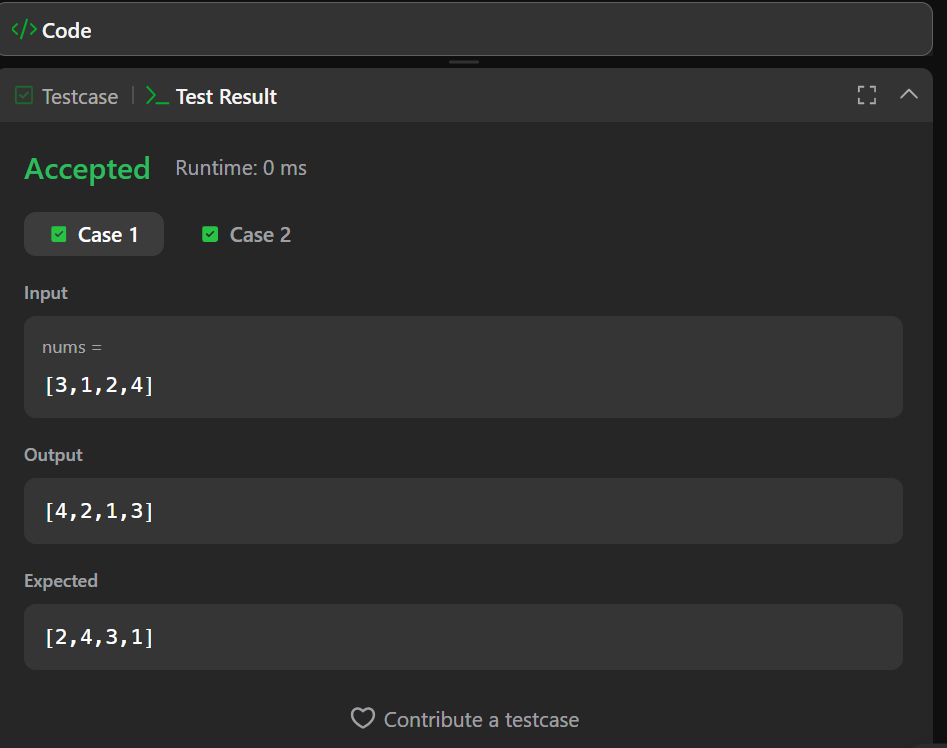 </> Code
Testcase | >_ Test Result
Accepted Runtime: 0 ms
Case 1 Case 2
Input
nums =
[3,1,2,4]
Output
[4,2,1,3]
Expected
[2,4,3,1]
Contribute a testcase